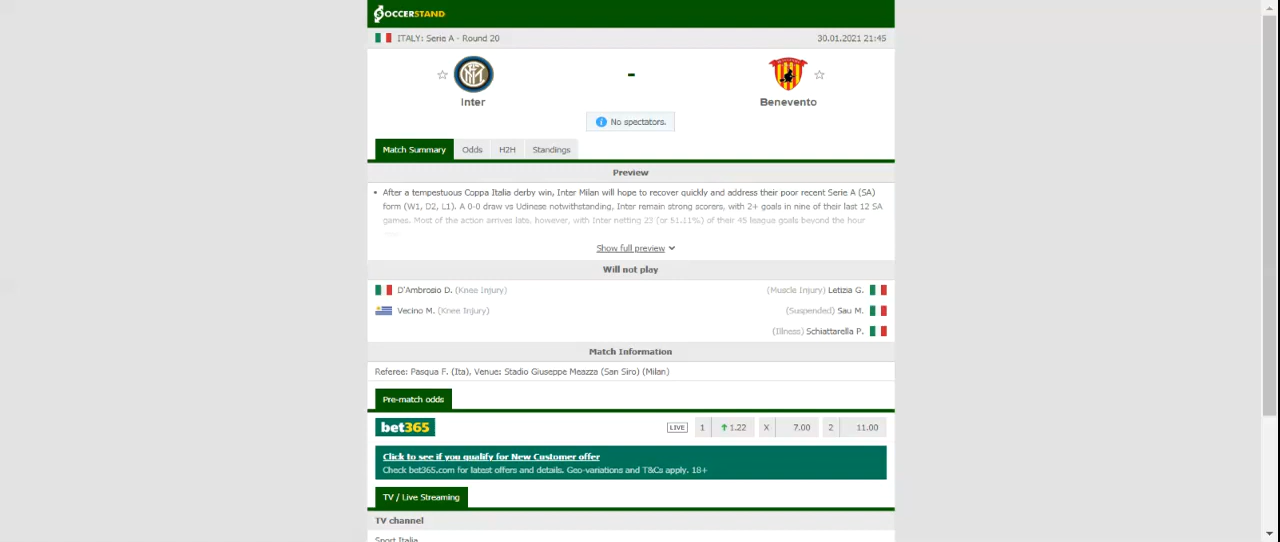 SOCCERSTAND
ITALY: Serie A - Round 20 30.01.2021 21:45
-
Inter Benevento
No spectators.
Match Summary Odds H2H Standings
Preview
• After a tempestuous Coppa Italia derby win, Inter Milan will hope to recover quickly and address their poor recent Serie A (SA)
form (W1, D2, L1). A 0-0 draw vs Udinese notwithstanding, Inter remain strong scorers, with 2+ goals in nine of their last 12 SA
games. Most of the action arrives late, however, with Inter netting 23 (or 51.11%) of their 45 league goals beyond the hour
Show full preview
Will not play
D'Ambrosio D. (Knee Injury) (Muscle Injury) Letizia G.
Vecino M. (Knee Injury) (Suspended) Sau M.
(Illness) Schiattarella P.
Match Information
Referee: Pasqua F. (Ita), Venue: Stadio Giuseppe Meazza (San Siro) (Milan)
Pre-match odds
bet365 LIVE 1 1.22 X 7.00 2 11.00
Click to see if you qualify for New Customer offer
Check bet365.com for latest offers and details. Geo-variations and T&Cs apply. 18+
TV / Live Streaming
TV channel
Sport Italia